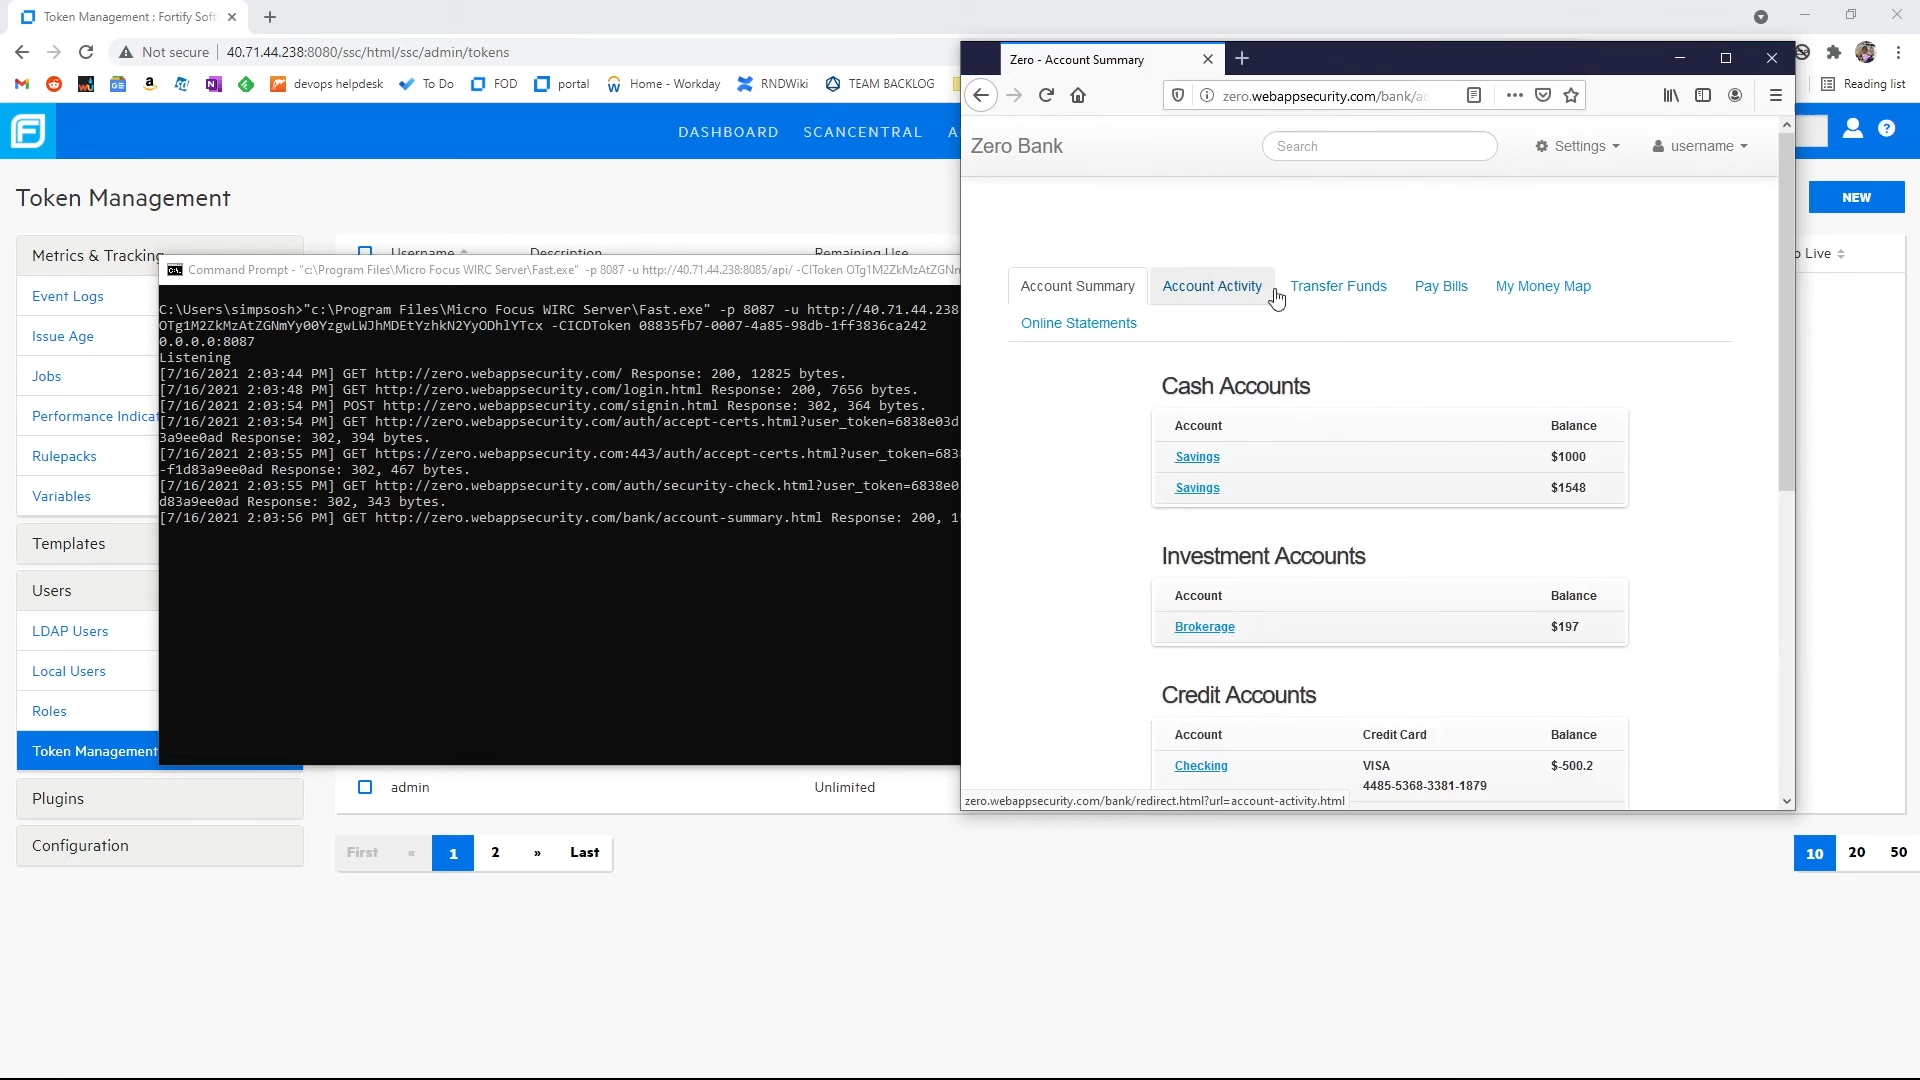 Token Management : Fortify Soft
Not secure
40.71.44.238:8080/ssc/html/ssc/admin/tokens
devops helpdesk
To Do
FOD
portal
Home - Workday
RNDWiki
TEAM BACKLOG
Reading list
DASHBOARD
SCANCENTRAL
Token Management
NEW
Metrics & Tracking
Event Logs
Issue Age
Jobs
Performance Indicat
Rulepacks
Variables
Templates
Users
LDAP Users
Local Users
Roles
Token Management
Plugins
Configuration
Username
Description
Remaining Use
Live
admin
Unlimited
First « 1 2 » Last
10 20 50
Command Prompt - "c:\Program Files\Micro Focus WIRC Server\Fast.exe" -p 8087 -u http://40.71.44.238:8085/api/ -CIToken OTg1M2ZkMzAtZGNm
C:\Users\simpsosh>"c:\Program Files\Micro Focus WIRC Server\Fast.exe" -p 8087 -u http://40.71.44.238
OTg1M2ZkMzAtZGNmYy00YzgwLWJhMDEtYzhkN2YyODhlYTcx -CICDToken 08835fb7-0007-4a85-98db-1ff3836ca242
0.0.0.0:8087
Listening
[7/16/2021 2:03:44 PM] GET http://zero.webappsecurity.com/ Response: 200, 12825 bytes.
[7/16/2021 2:03:48 PM] GET http://zero.webappsecurity.com/login.html Response: 200, 7656 bytes.
[7/16/2021 2:03:54 PM] POST http://zero.webappsecurity.com/signin.html Response: 302, 364 bytes.
[7/16/2021 2:03:54 PM] GET http://zero.webappsecurity.com/auth/accept-certs.html?user_token=6838e03d
3a9ee0ad Response: 302, 394 bytes.
[7/16/2021 2:03:55 PM] GET https://zero.webappsecurity.com:443/auth/accept-certs.html?user_token=683
-f1d83a9ee0ad Response: 302, 467 bytes.
[7/16/2021 2:03:55 PM] GET http://zero.webappsecurity.com/auth/security-check.html?user_token=6838e0
d83a9ee0ad Response: 302, 343 bytes.
[7/16/2021 2:03:56 PM] GET http://zero.webappsecurity.com/bank/account-summary.html Response: 200, 1
Zero - Account Summary
zero.webappsecurity.com/bank/ac
Zero Bank
Search
Settings
username
Account Summary
Account Activity
Transfer Funds
Pay Bills
My Money Map
Online Statements
Cash Accounts
Account Balance
Savings $1000
Savings $1548
Investment Accounts
Account Balance
Brokerage $197
Credit Accounts
Account Credit Card Balance
Checking VISA $-500.2
4485-5368-3381-1879
zero.webappsecurity.com/bank/redirect.html?url=account-activity.html